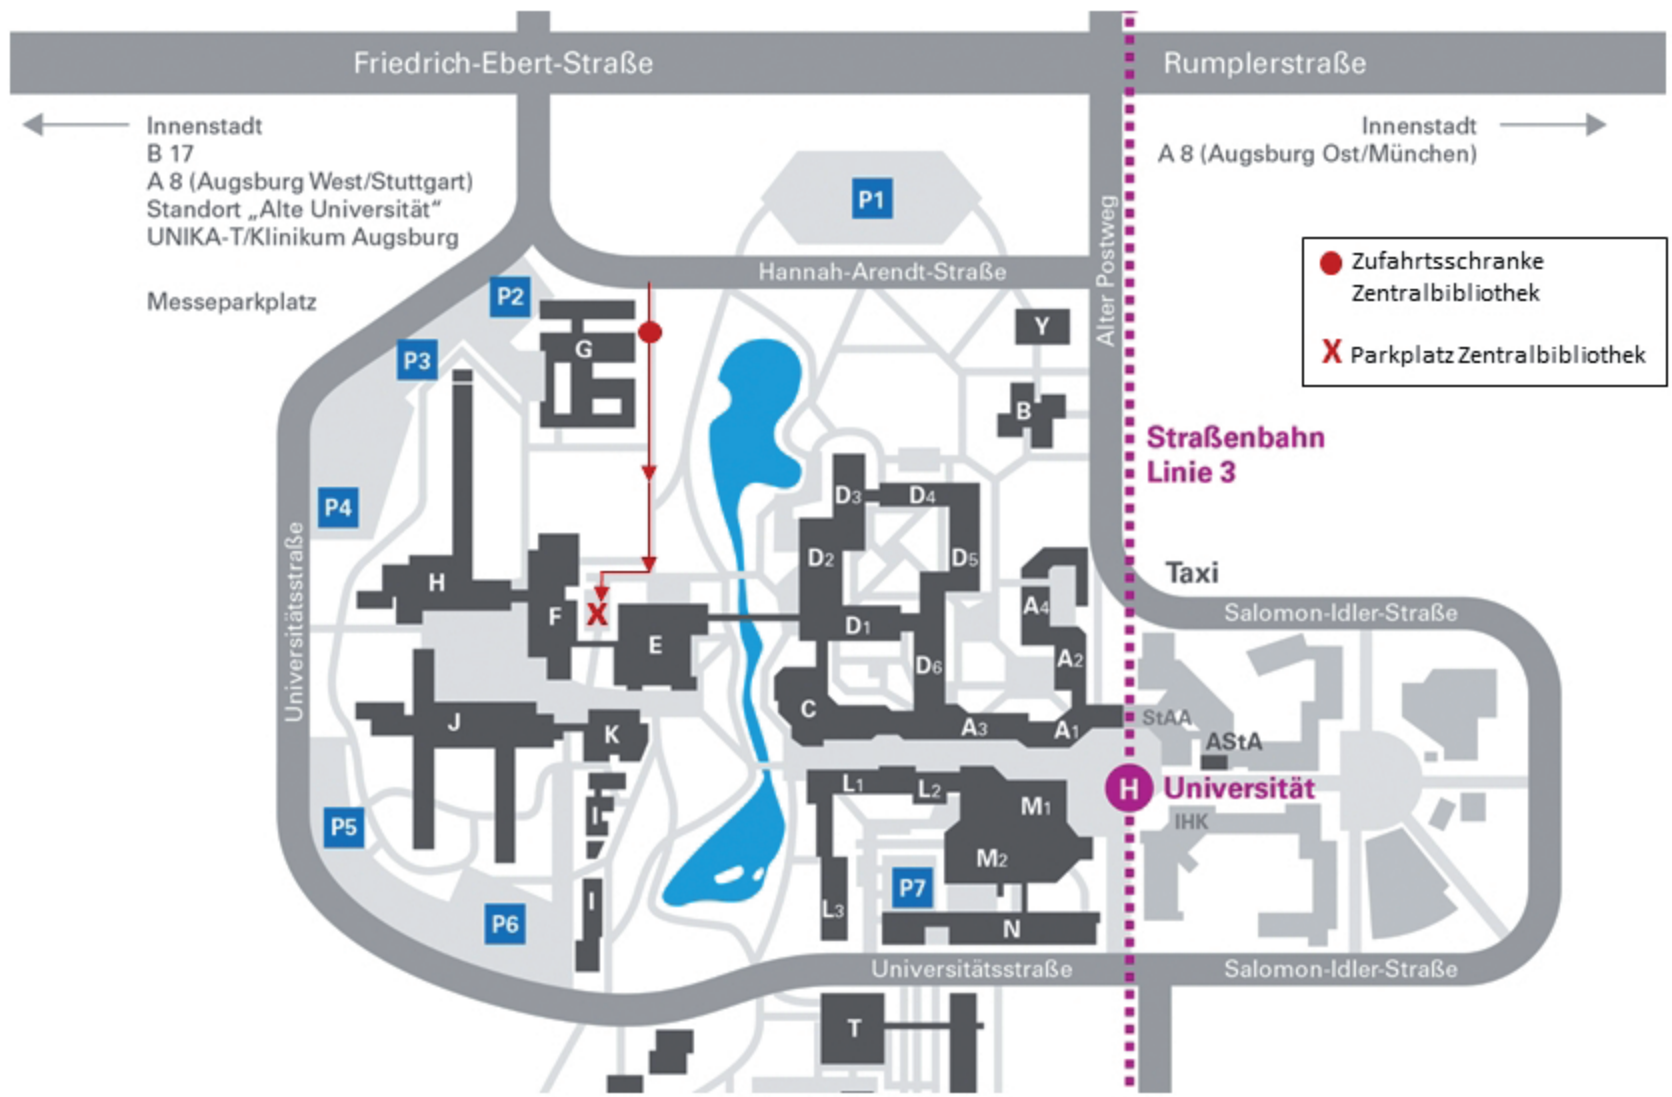 Friedrich-Ebert-Straße
Rumplerstraße
Innenstadt
B 17
A 8 (Augsburg West/Stuttgart)
Standort „Alte Universität“
UNIKA-T/Klinikum Augsburg
Messeparkplatz
Innenstadt
A 8 (Augsburg Ost/München)
P1
Alter Postweg
Hannah-Arendt-Straße
Zufahrtsschranke
Zentralbibliothek
X Parkplatz Zentralbibliothek
P2
Y
G
P3
B
Straßenbahn
Linie 3
P4
D3
D4
D2
D5
Universitätsstraße
H
Taxi
A4
Salomon-Idler-Straße
X
F
E
D1
D6
A2
C
J
K
A3
A1
StAA
AStA
L1
L2
M1
H
Universität
I
IHK
P5
M2
P7
I
L3
P6
N
Universitätsstraße
Salomon-Idler-Straße
T